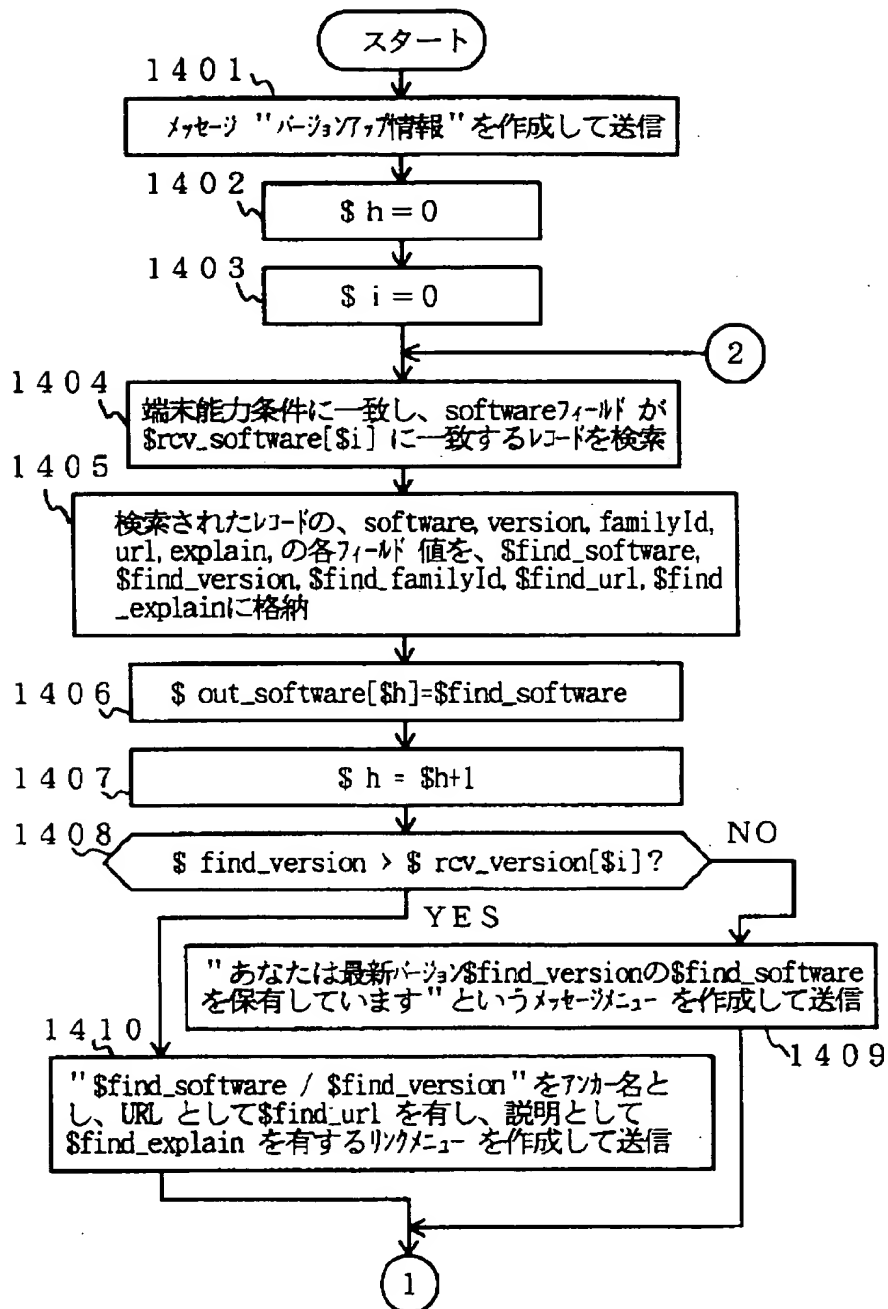 スタート
1401
メッセージ "バージョンアップ情報"を作成して送信
1402
$ h = 0
1403
$ i = 0
2
1404
端末能力条件に一致し、softwareフィールド が
$rcv_software[$i] に一致するレコードを検索
1405
検索されたレコードの、software, version, familyId,
url, explain, の各フィールド 値を、$find_software,
$find_version, $find_familyId, $find_url, $find
_explainに格納
1406
$ out_software[$h]=$find_software
1407
$ h = $h+1
1408
$ find_version > $ rcv_version[$i]?
NO
YES
"あなたは最新バージョン$find_versionの$find_software
を保有しています"というメッセージメニュー を作成して送信
1409
1410
"$find_software / $find_version"をアンカー名と
し、URL として$find_url を有し、説明として
$find_explain を有するリンクメニュー を作成して送信
1